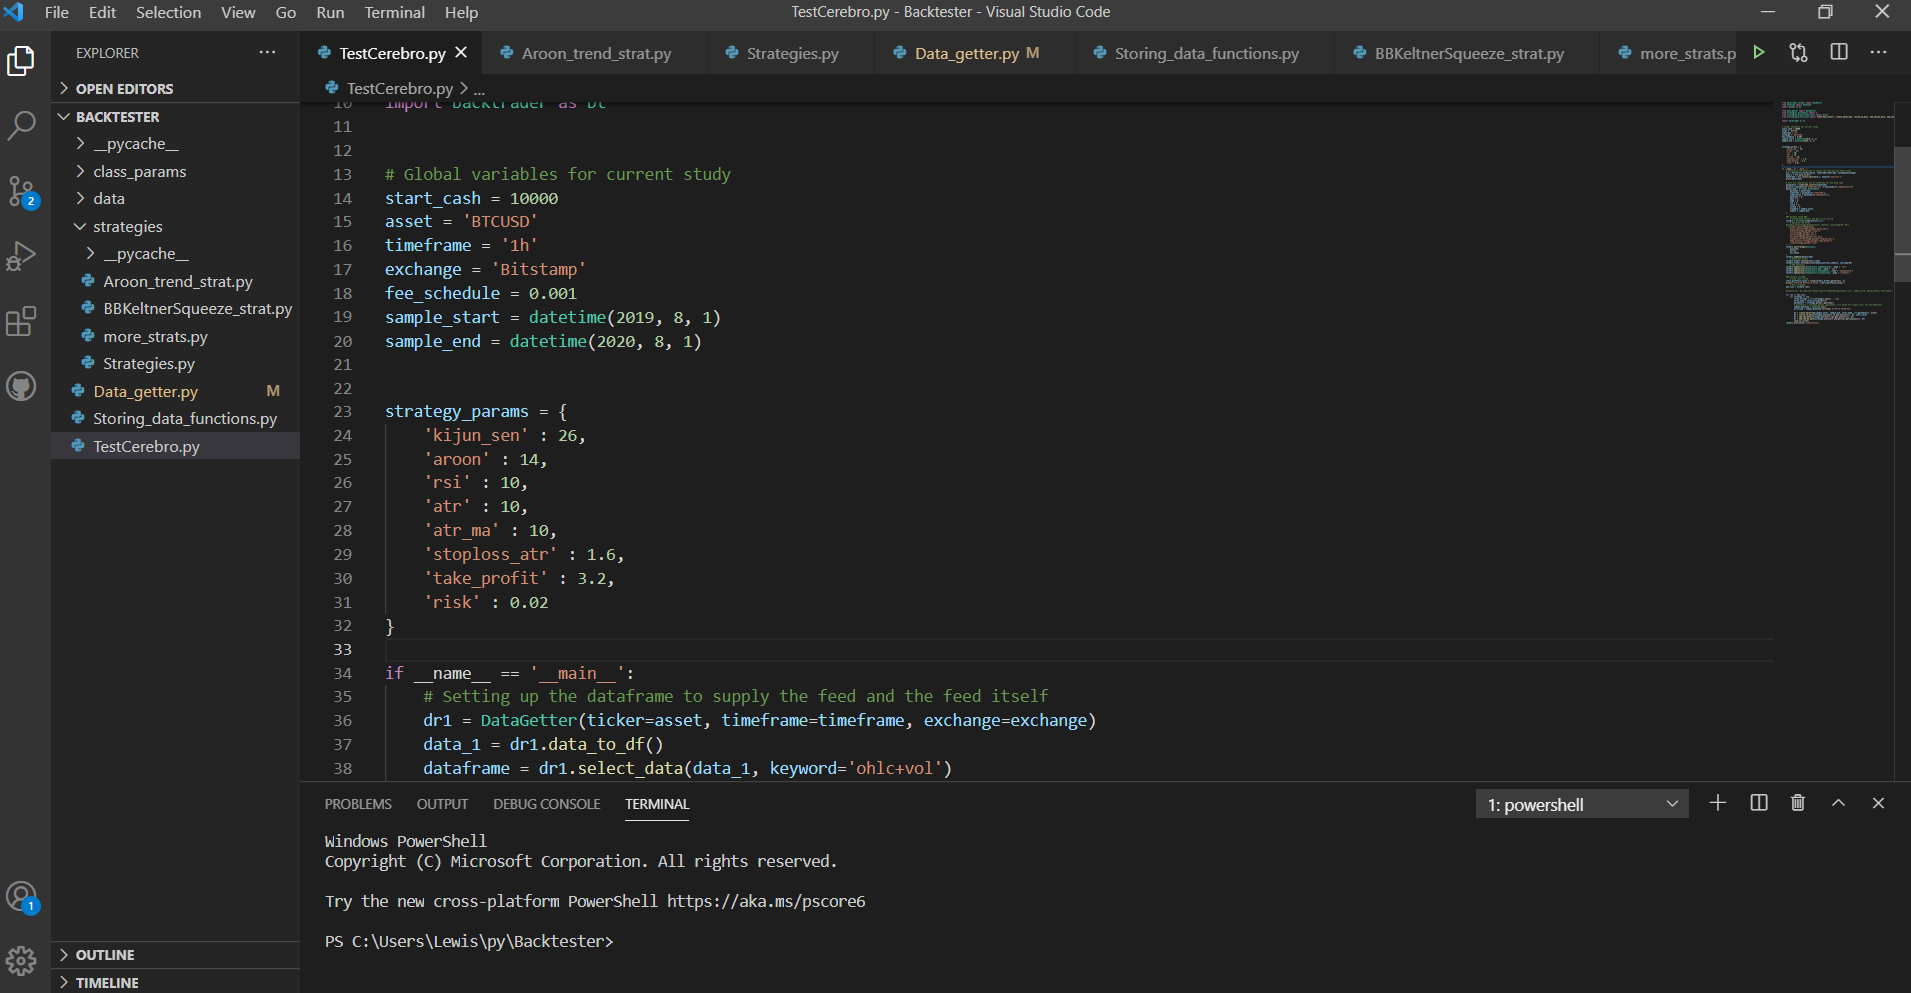 File Edit Selection View Go Run Terminal Help
TestCerebro.py - Backtester - Visual Studio Code
EXPLORER
OPEN EDITORS
BACKTESTER
__pycache__
class_params
data
strategies
__pycache__
Aroon_trend_strat.py
BBKeltnerSqueeze_strat.py
more_strats.py
Strategies.py
Data_getter.py M
Storing_data_functions.py
TestCerebro.py
OUTLINE
TIMELINE
2
1
TestCerebro.py Aroon_trend_strat.py Strategies.py Data_getter.py M Storing_data_functions.py BBKeltnerSqueeze_strat.py more_strats.p
TestCerebro.py > ...
10 import backtrader as bt
11
12
13 # Global variables for current study
14 start_cash = 10000
15 asset = 'BTCUSD'
16 timeframe = '1h'
17 exchange = 'Bitstamp'
18 fee_schedule = 0.001
19 sample_start = datetime(2019, 8, 1)
20 sample_end = datetime(2020, 8, 1)
21
22
23 strategy_params = {
24 'kijun_sen' : 26,
25 'aroon' : 14,
26 'rsi' : 10,
27 'atr' : 10,
28 'atr_ma' : 10,
29 'stoploss_atr' : 1.6,
30 'take_profit' : 3.2,
31 'risk' : 0.02
32 }
33
34 if __name__ == '__main__':
35 # Setting up the dataframe to supply the feed and the feed itself
36 dr1 = DataGetter(ticker=asset, timeframe=timeframe, exchange=exchange)
37 data_1 = dr1.data_to_df()
38 dataframe = dr1.select_data(data_1, keyword='ohlc+vol')
PROBLEMS OUTPUT DEBUG CONSOLE TERMINAL
1: powershell
Windows PowerShell
Copyright (C) Microsoft Corporation. All rights reserved.
Try the new cross-platform PowerShell https://aka.ms/pscore6
PS C:\Users\Lewis\py\Backtester>